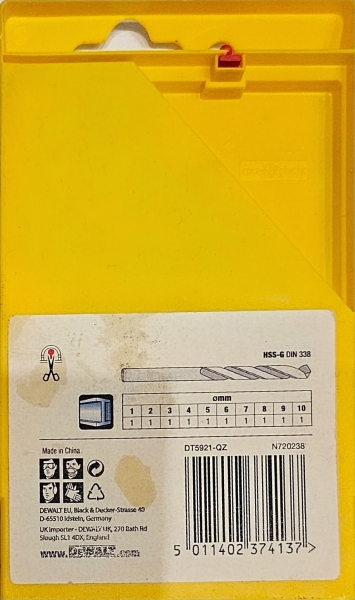 HSS-G DIN 338
ømm
1 2 3 4 5 6 7 8 9 10
1 1 1 1 1 1 1 1 1 1
Made in China
DT5921-QZ N720238
DEWALT EU, Black & Decker-Strasse 40
D-65510 Idstein, Germany
UK Importer - DEWALT UK, 270 Bath Rd
Slough SL1 4DX, England
5 011402 374137 >